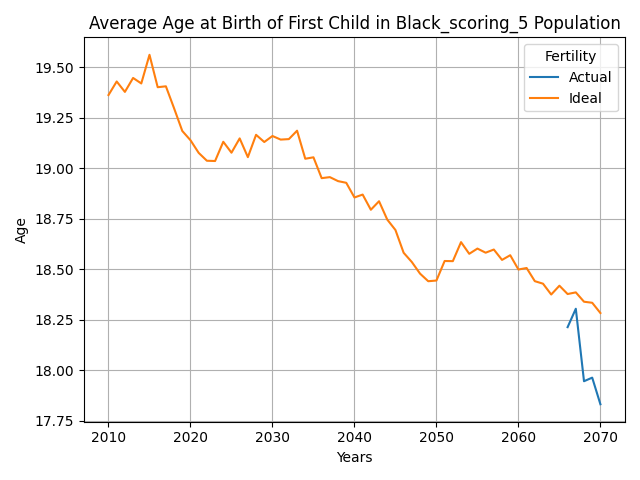 Average Age at Birth of First Child in Black_scoring_5 Population
Fertility
Actual
Ideal
19.50
19.25
19.00
18.75
18.50
18.25
18.00
17.75
Age
2010 2020 2030 2040 2050 2060 2070
Years